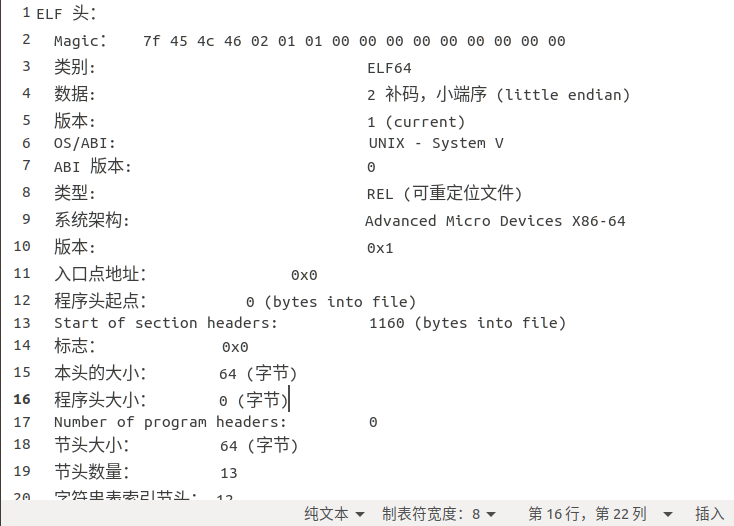 1 ELF 头：
2 Magic： 7f 45 4c 46 02 01 01 00 00 00 00 00 00 00 00 00
3 类别: ELF64
4 数据: 2 补码，小端序 (little endian)
5 版本: 1 (current)
6 OS/ABI: UNIX - System V
7 ABI 版本: 0
8 类型: REL (可重定位文件)
9 系统架构: Advanced Micro Devices X86-64
10 版本: 0x1
11 入口点地址： 0x0
12 程序头起点： 0 (bytes into file)
13 Start of section headers: 1160 (bytes into file)
14 标志： 0x0
15 本头的大小： 64 (字节)
16 程序头大小： 0 (字节)
17 Number of program headers: 0
18 节头大小： 64 (字节)
19 节头数量： 13
20 字符串表索引节头： 12
纯文本 制表符宽度：8 第 16 行，第 22 列 插入